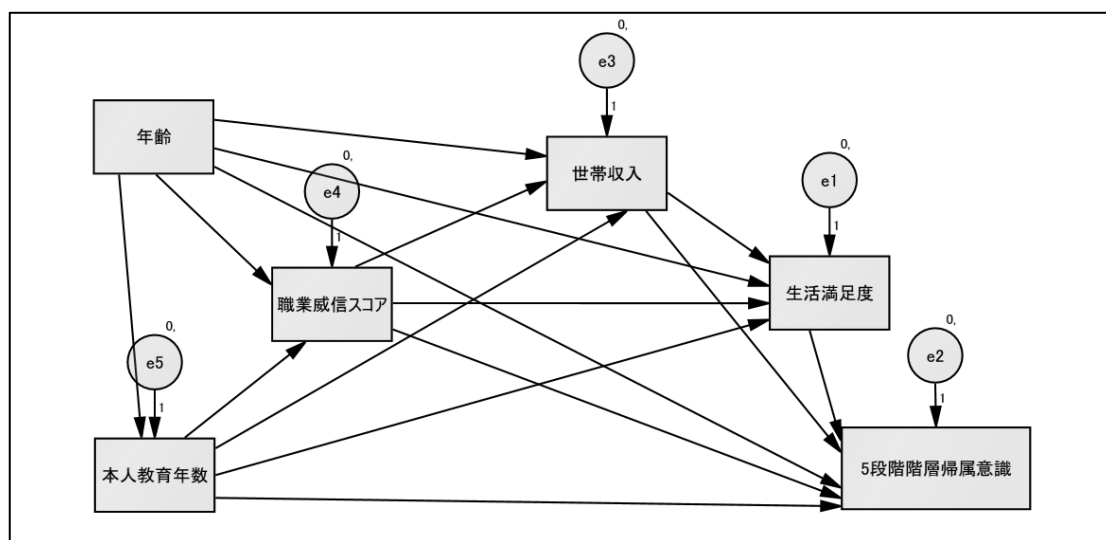 0,
e3
1
年齢
世帯収入
0,
e4
1
0,
e1
1
職業威信スコア
生活満足度
0,
e5
1
0,
e2
1
本人教育年数
5段階階層帰属意識